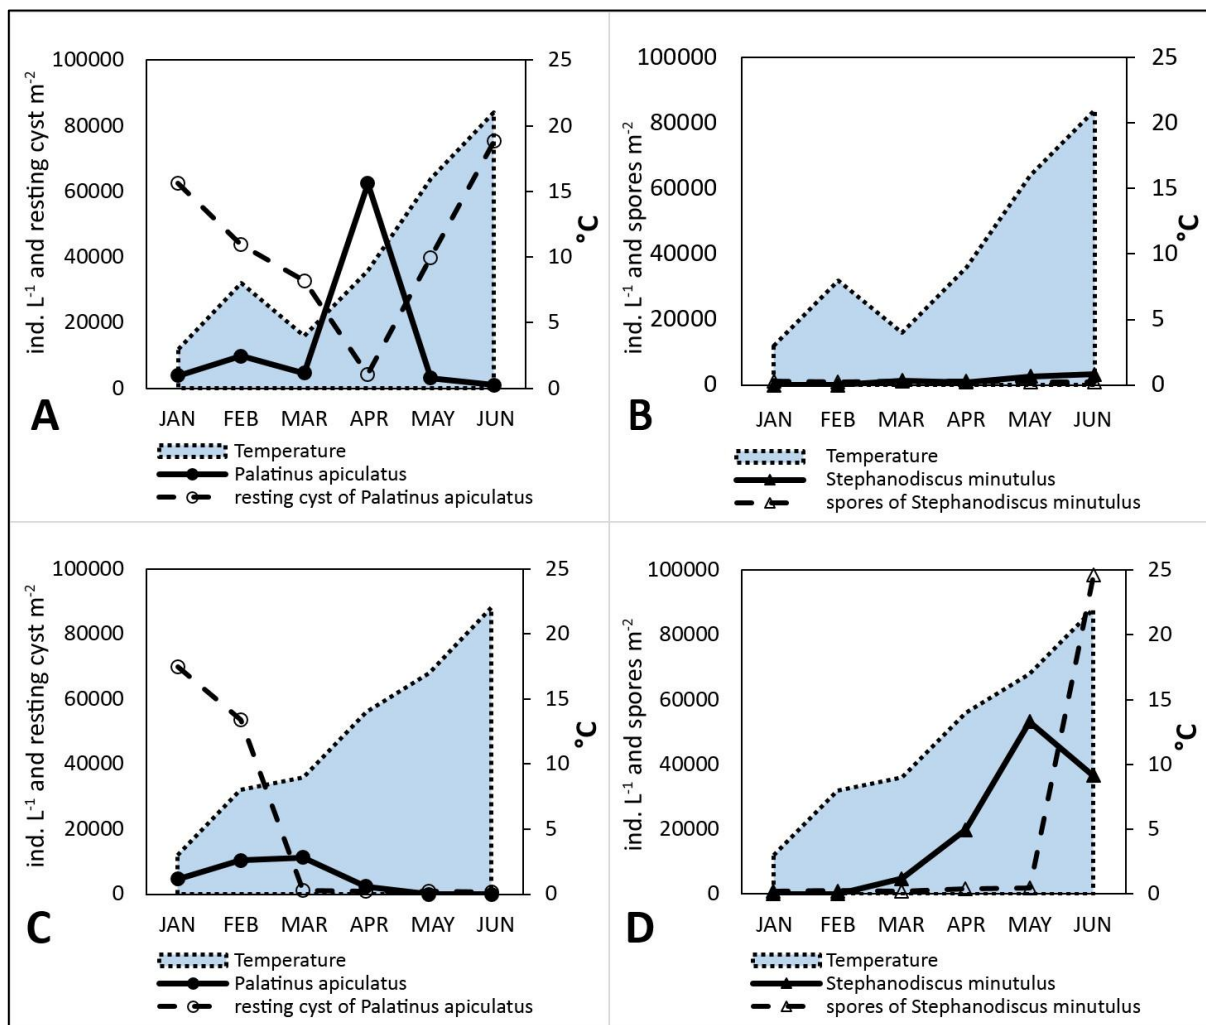 ind. L-1 and resting cyst m-2
100000
80000
60000
40000
20000
0
25
20
15
10
5
0
°C
JAN FEB MAR APR MAY JUN
A
Temperature
Palatinus apiculatus
resting cyst of Palatinus apiculatus
ind. L-1 and spores m-2
100000
80000
60000
40000
20000
0
25
20
15
10
5
0
°C
JAN FEB MAR APR MAY JUN
B
Temperature
Stephanodiscus minutulus
spores of Stephanodiscus minutulus
ind. L-1 and resting cyst m-2
100000
80000
60000
40000
20000
0
25
20
15
10
5
0
°C
JAN FEB MAR APR MAY JUN
C
Temperature
Palatinus apiculatus
resting cyst of Palatinus apiculatus
ind. L-1 and spores m-2
100000
80000
60000
40000
20000
0
25
20
15
10
5
0
°C
JAN FEB MAR APR MAY JUN
D
Temperature
Stephanodiscus minutulus
spores of Stephanodiscus minutulus